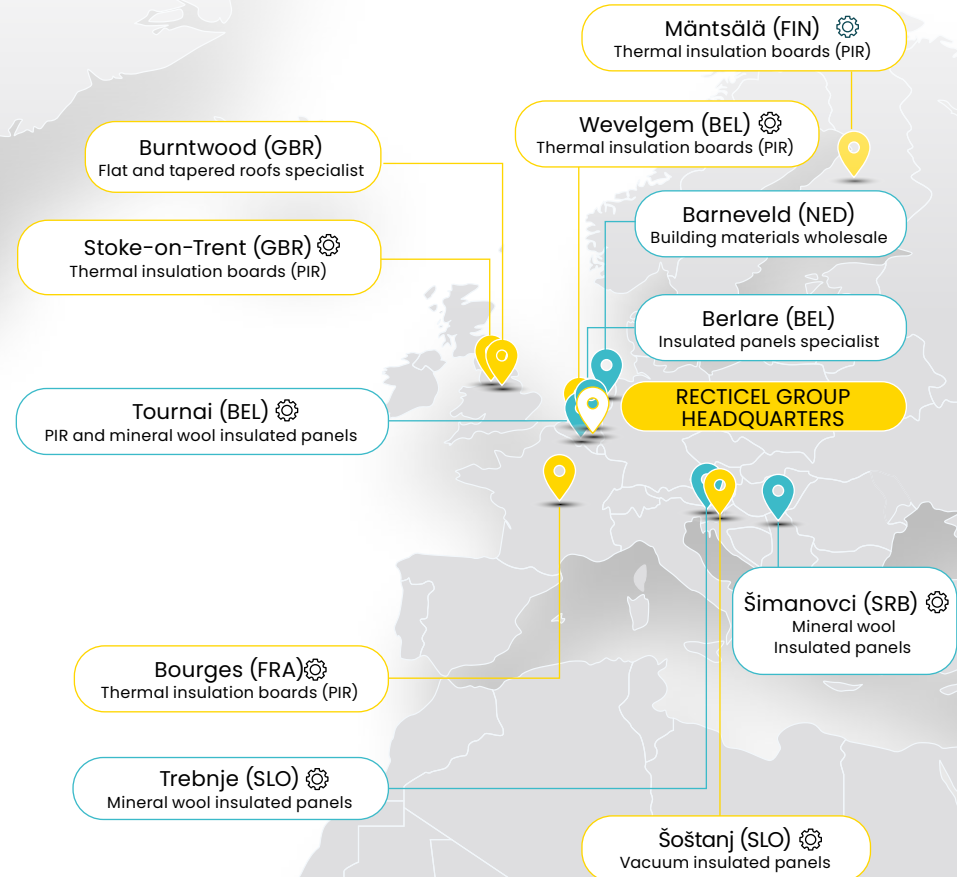 Mäntsälä (FIN)
Thermal insulation boards (PIR)
Wevelgem (BEL)
Thermal insulation boards (PIR)
Burntwood (GBR)
Flat and tapered roofs specialist
Barneveld (NED)
Building materials wholesale
Stoke-on-Trent (GBR)
Thermal insulation boards (PIR)
Berlare (BEL)
Insulated panels specialist
RECTICEL GROUP
HEADQUARTERS
Tournai (BEL)
PIR and mineral wool insulated panels
Šimanovci (SRB)
Mineral wool
Insulated panels
Bourges (FRA)
Thermal insulation boards (PIR)
Trebnje (SLO)
Mineral wool insulated panels
Šoštanj (SLO)
Vacuum insulated panels